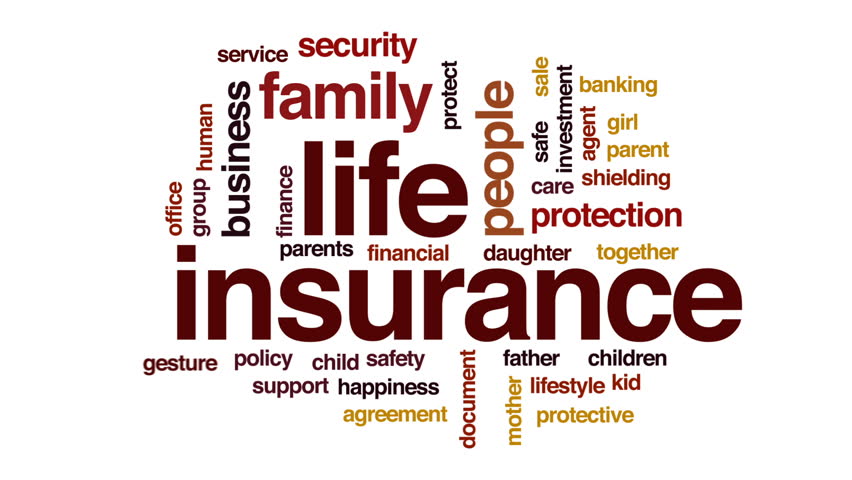 service
security
family
protect
sale
investment
banking
human
business
life
people
safe
agent
girl
parent
office
group
finance
care
shielding
protection
parents
financial
daughter
together
insurance
gesture
policy
child
safety
document
father
children
support
happiness
mother
lifestyle
kid
agreement
protective